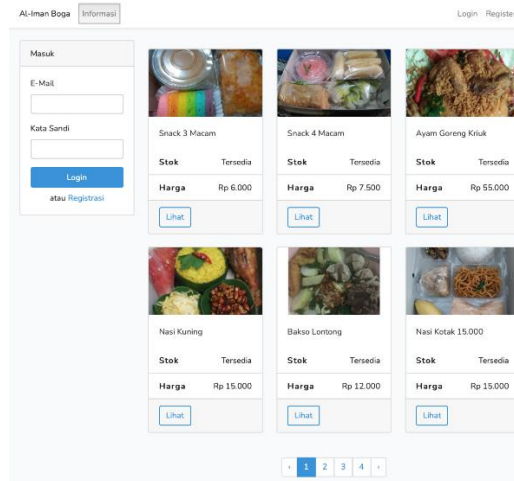 Al-Iman Boga Informasi Login Registe
Masuk
E-Mail
Kata Sandi
Login
atau Registrasi
Snack 3 Macam
Stok Tersedia
Harga Rp 6.000
Lihat
Snack 4 Macam
Stok Tersedia
Harga Rp 7.500
Lihat
Ayam Goreng Kriuk
Stok Tersedia
Harga Rp 55.000
Lihat
Nasi Kuning
Stok Tersedia
Harga Rp 15.000
Lihat
Bakso Lontong
Stok Tersedia
Harga Rp 12.000
Lihat
Nasi Kotak 15.000
Stok Tersedia
Harga Rp 15.000
Lihat
‹ 1 2 3 4 ›